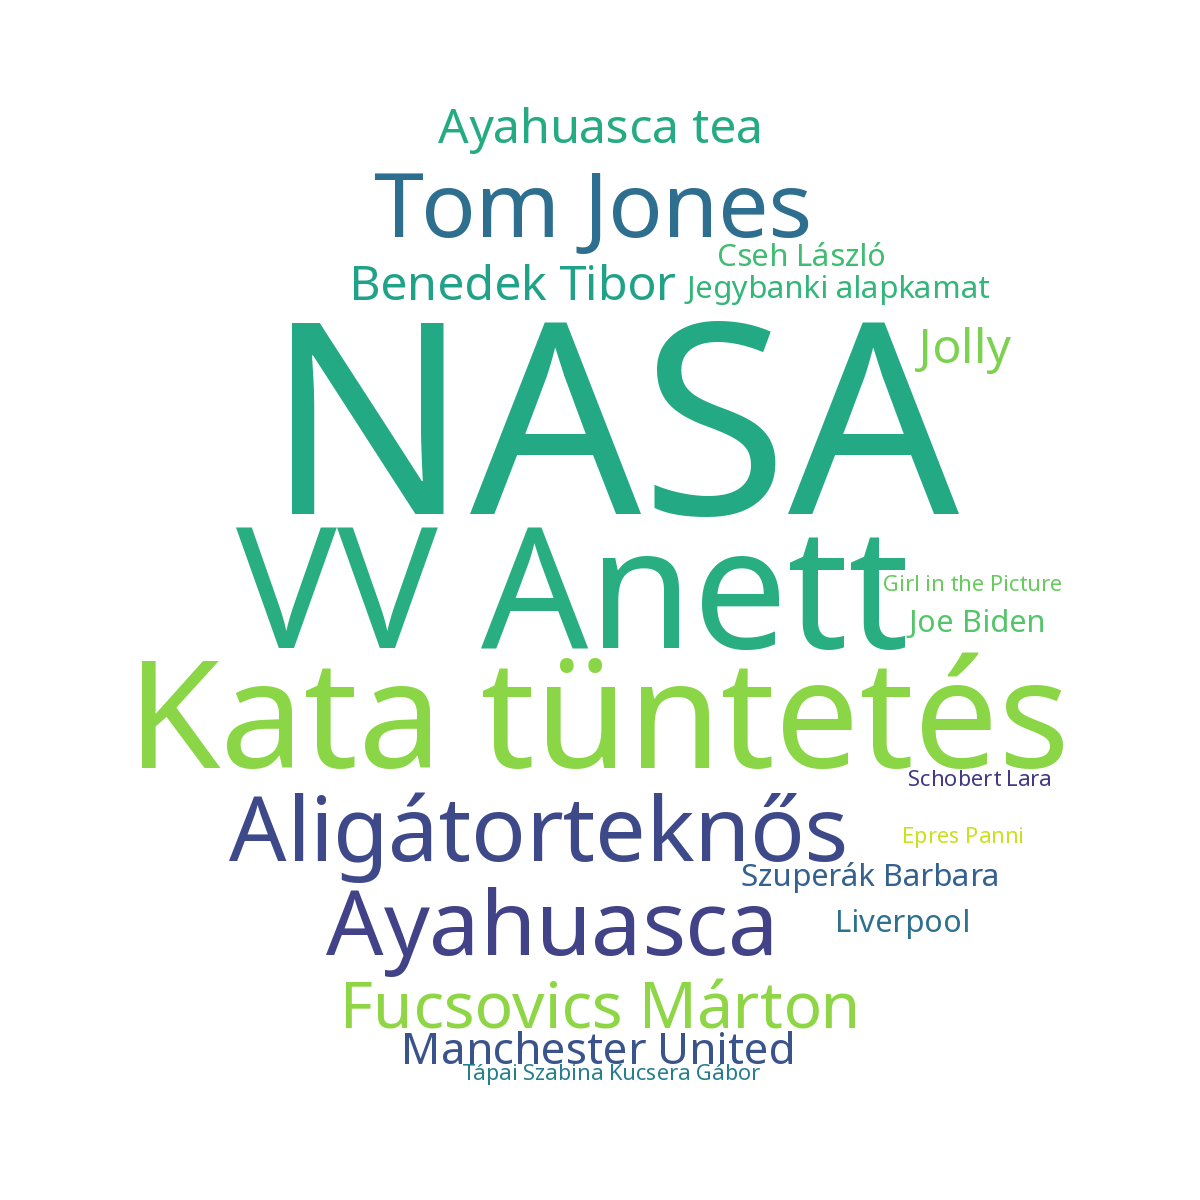 Ayahuasca tea
Tom Jones
Cseh László
Benedek Tibor
Jegybanki alapkamat
Jolly
NASA
VV Anett
Girl in the Picture
Joe Biden
Kata tüntetés
Schobert Lara
Aligátorteknős
Epres Panni
Szuperák Barbara
Ayahuasca
Liverpool
Fucsovics Márton
Manchester United
Tápai Szabina Kucsera Gábor